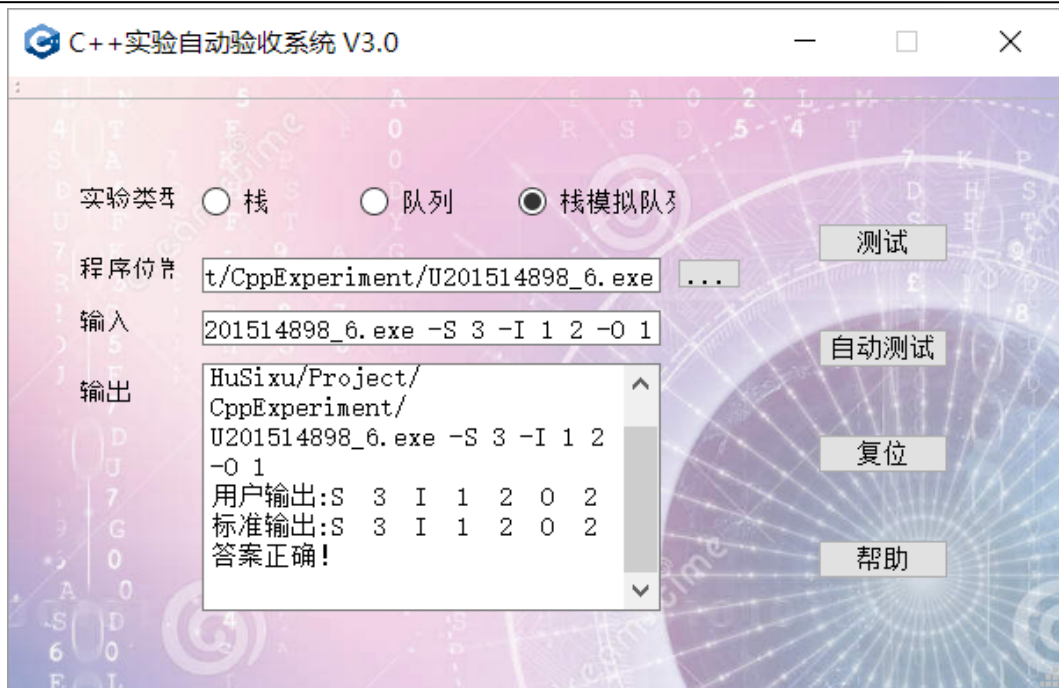 C++实验自动验收系统 V3.0
实验类型
栈
队列
栈模拟队列
测试
程序位置
t/CppExperiment/U201514898_6.exe
...
输入
201514898_6.exe -S 3 -I 1 2 -O 1
自动测试
输出
HuSixu/Project/
CppExperiment/
U201514898_6.exe -S 3 -I 1 2
-O 1
用户输出:S 3 I 1 2 O 2
标准输出:S 3 I 1 2 O 2
答案正确!
复位
帮助